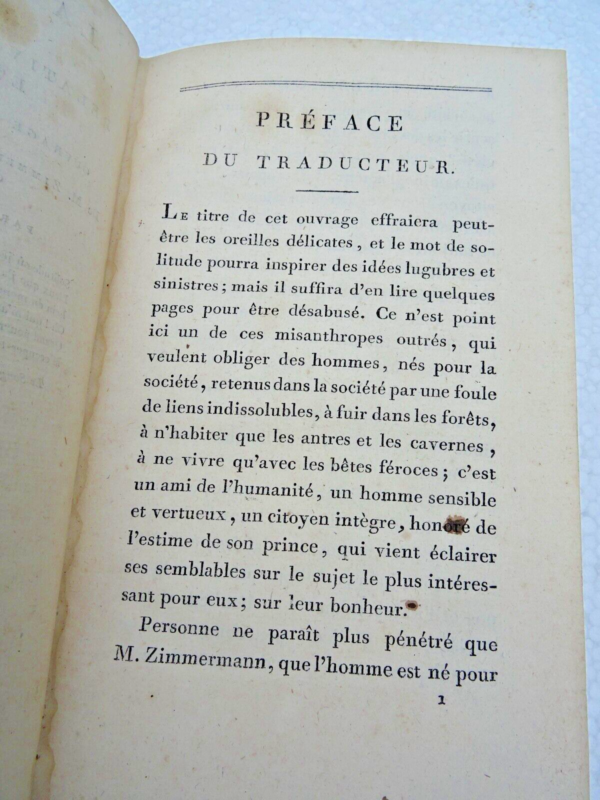 PRÉFACE
DU TRADUCTEUR.
LE titre de cet ouvrage effraiera peut-
être les oreilles délicates, et le mot de so-
litude pourra inspirer des idées lugubres et
sinistres; mais il suffira d'en lire quelques
pages pour être désabusé. Ce n'est point
ici un de ces misanthropes outrés, qui
veulent obliger des hommes, nés pour la
société, retenus dans la société par une foule
de liens indissolubles, à fuir dans les forêts,
à n'habiter que les antres et les cavernes,
à ne vivre qu'avec les bêtes féroces; c'est
un ami de l'humanité, un homme sensible
et vertueux, un citoyen intègre, honoré de
l'estime de son prince, qui vient éclairer
ses semblables sur le sujet le plus intéres-
sant pour eux; sur leur bonheur.
Personne ne paraît plus pénétré que
M. Zimmermann, que l'homme est né pour
1